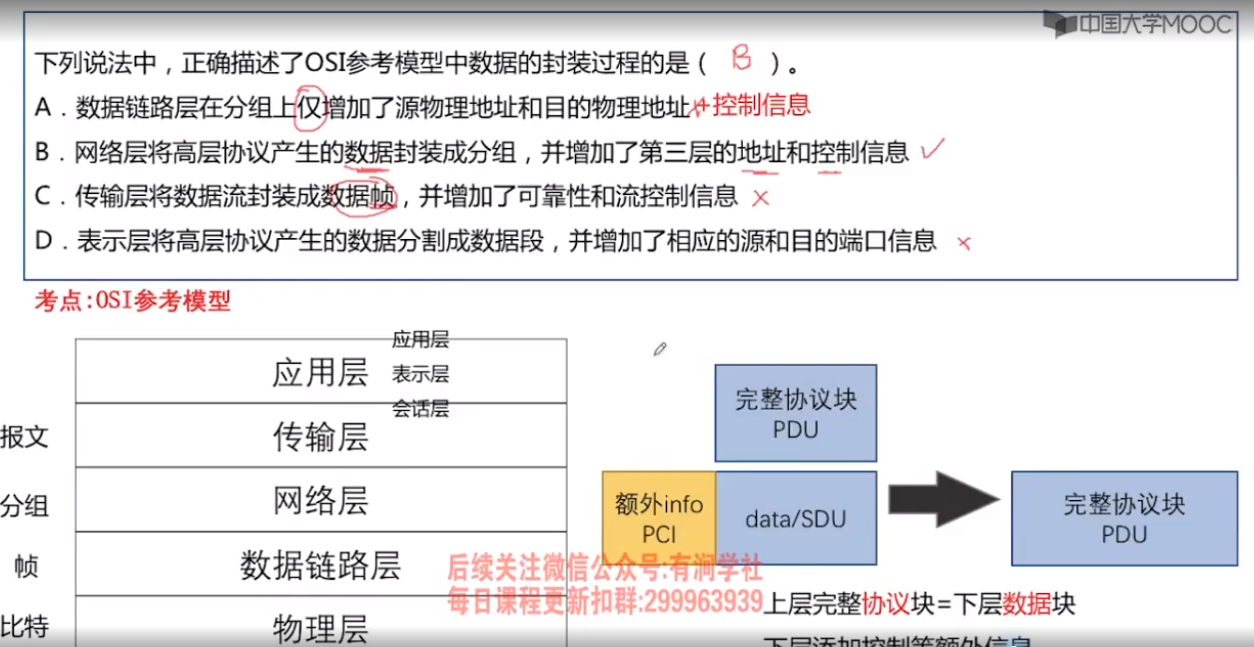 中国大学MOOC
下列说法中，正确描述了OSI参考模型中数据的封装过程的是（ B ）。
A．数据链路层在分组上仅增加了源物理地址和目的物理地址+控制信息
B．网络层将高层协议产生的数据封装成分组，并增加了第三层的地址和控制信息✓
C．传输层将数据流封装成数据帧，并增加了可靠性和流控制信息 ×
D．表示层将高层协议产生的数据分割成数据段，并增加了相应的源和目的端口信息 ×
考点:OSI参考模型
应用层
应用层 表示层
会话层
报文 传输层
分组 网络层
帧 数据链路层
比特 物理层
完整协议块
PDU
额外info
PCI
data/SDU
完整协议块
PDU
后续关注微信公众号:有涧学社
每日课程更新扣群:299963939
上层完整协议块=下层数据块
下层添加控制等额外信息